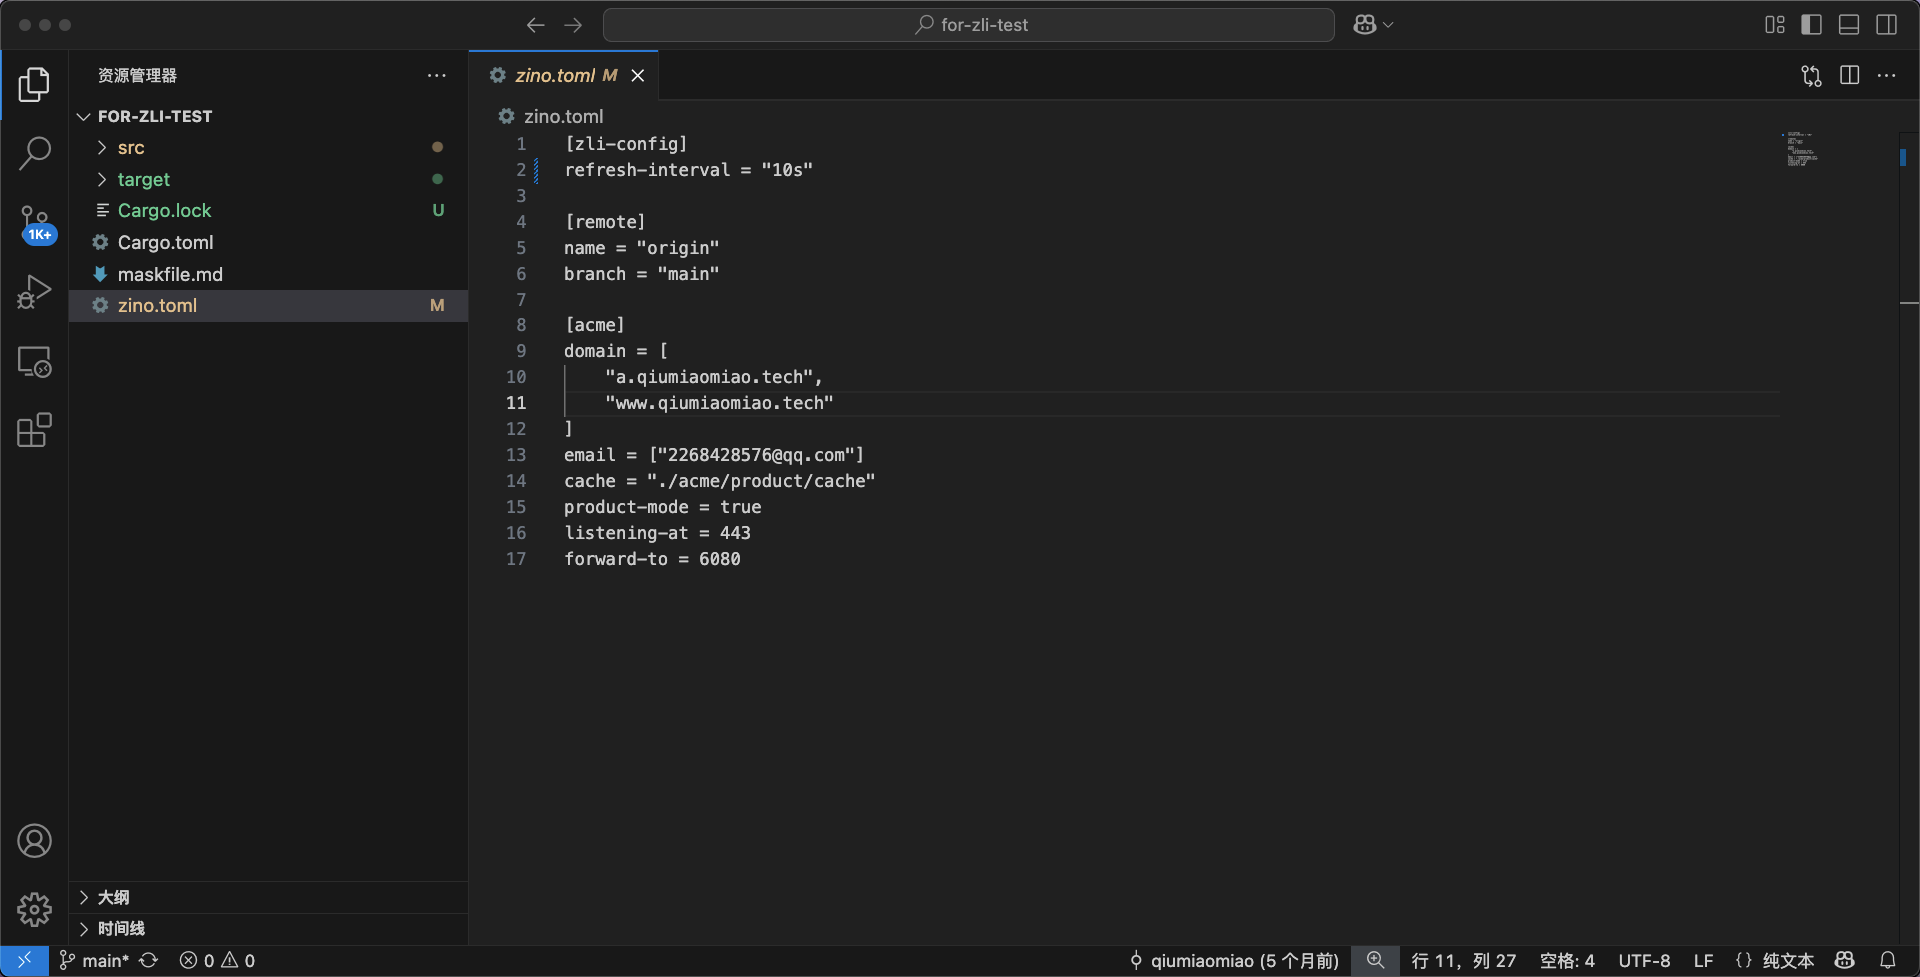 for-zli-test
资源管理器
zino.toml M
FOR-ZLI-TEST
src
target
Cargo.lock U
Cargo.toml
maskfile.md
zino.toml M
1K+
zino.toml
1 [zli-config]
2 refresh-interval = "10s"
3
4 [remote]
5 name = "origin"
6 branch = "main"
7
8 [acme]
9 domain = [
10 "a.qiumiaomiao.tech",
11 "www.qiumiaomiao.tech"
12 ]
13 email = ["2268428576@qq.com"]
14 cache = "./acme/product/cache"
15 product-mode = true
16 listening-at = 443
17 forward-to = 6080
大纲
时间线
main* 0 0 qiumiaomiao (5 个月前) 行 11，列 27 空格: 4 UTF-8 LF {} 纯文本